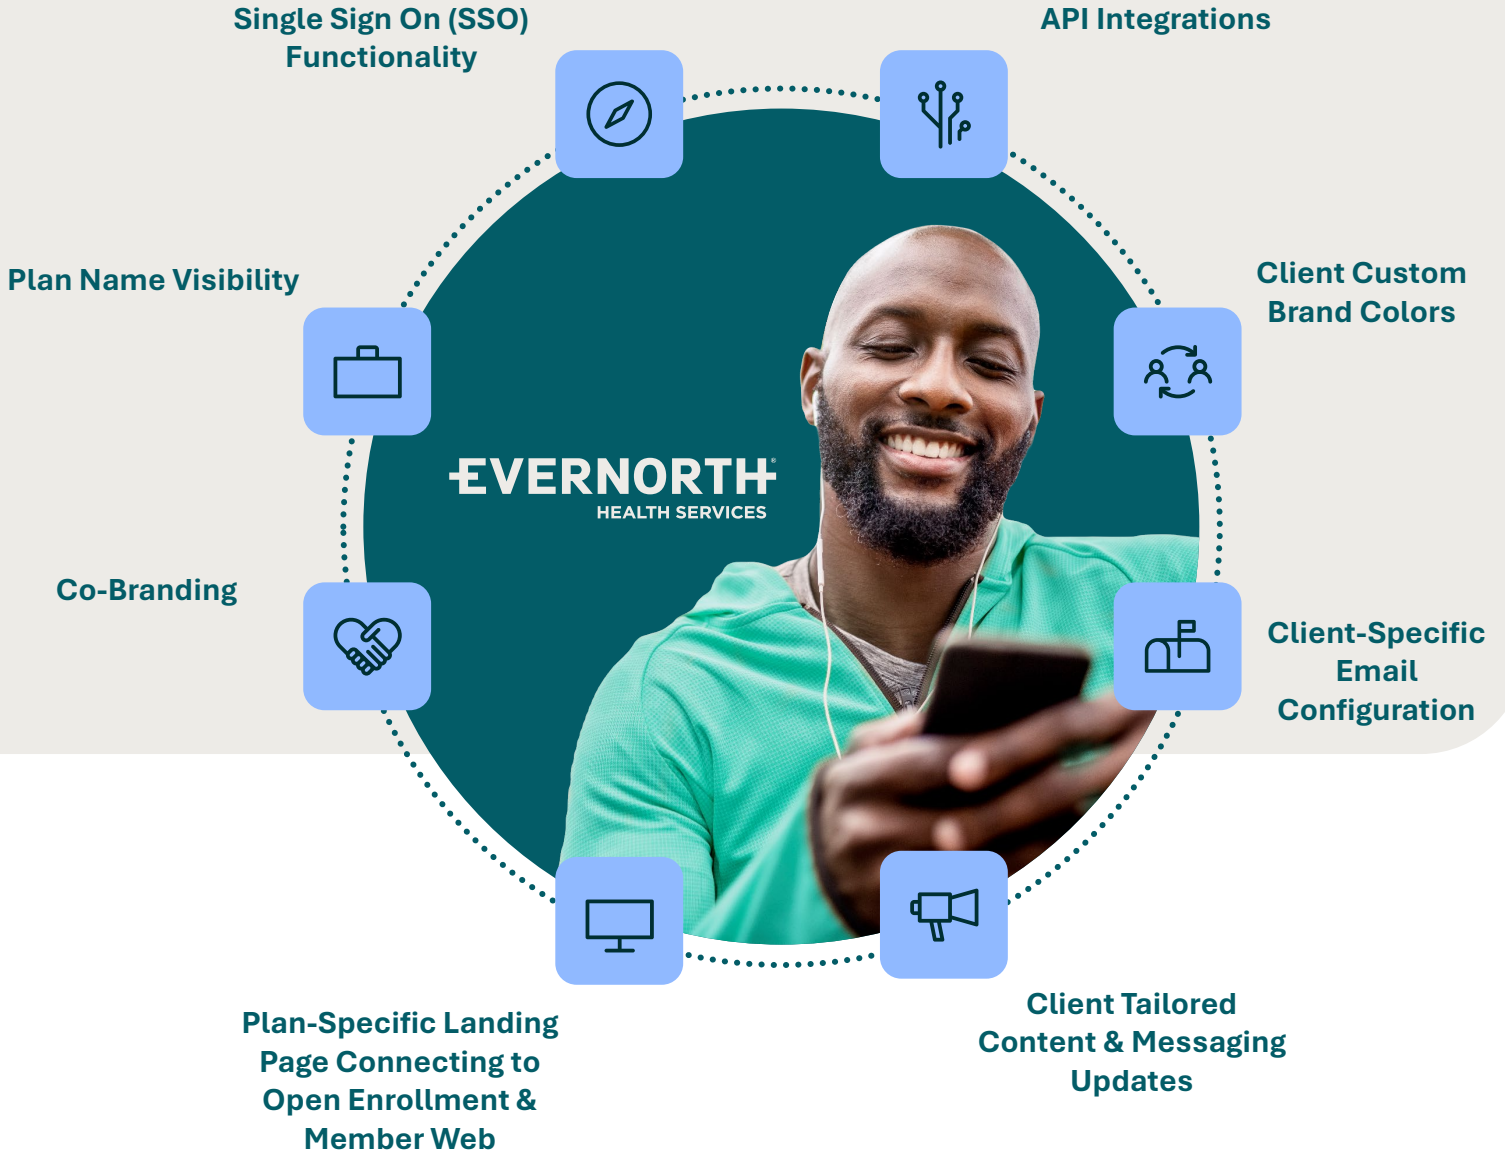 Single Sign On (SSO)
Functionality
API Integrations
Plan Name Visibility
Client Custom
Brand Colors
EVERNORTH®
HEALTH SERVICES
Co-Branding
Client-Specific
Email
Configuration
Plan-Specific Landing
Page Connecting to
Open Enrollment &
Member Web
Client Tailored
Content & Messaging
Updates